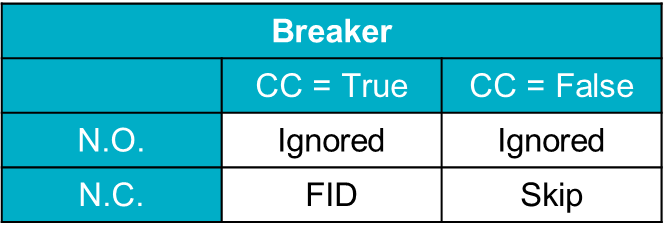 Breaker
CC = True CC = False
N.O. Ignored Ignored
N.C. FID Skip